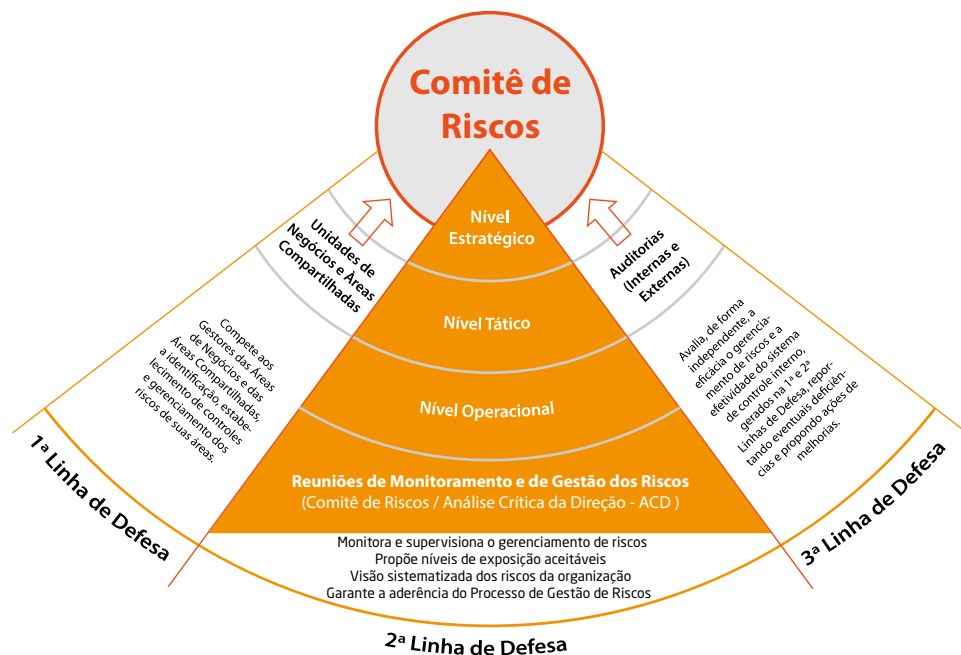 Comitê de
Riscos
Nível
Estratégico
Nível Tático
Nível Operacional
Reuniões de Monitoramento e de Gestão dos Riscos
(Comitê de Riscos / Análise Crítica da Direção - ACD )
Unidades de
Negócios e Áreas
Compartilhadas
Compete aos
Gestores das Áreas
de Negócios e das
Áreas Compartilhadas,
a identificação, estabe-
lecimento de controles
e gerenciamento dos
riscos de suas áreas.
1ª Linha de Defesa
Monitora e supervisiona o gerenciamento de riscos
Propõe níveis de exposição aceitáveis
Visão sistematizada dos riscos da organização
Garante a aderência do Processo de Gestão de Riscos
2ª Linha de Defesa
Auditorias
(Internas e
Externas)
Avalia, de forma
independente, a
eficácia o gerencia-
mento de riscos e a
efetividade do sistema
de controle interno,
gerados na 1ª e 2ª
Linhas de Defesa, repor-
tando eventuais deficiên-
cias e propondo ações de
melhorias.
3ª Linha de Defesa